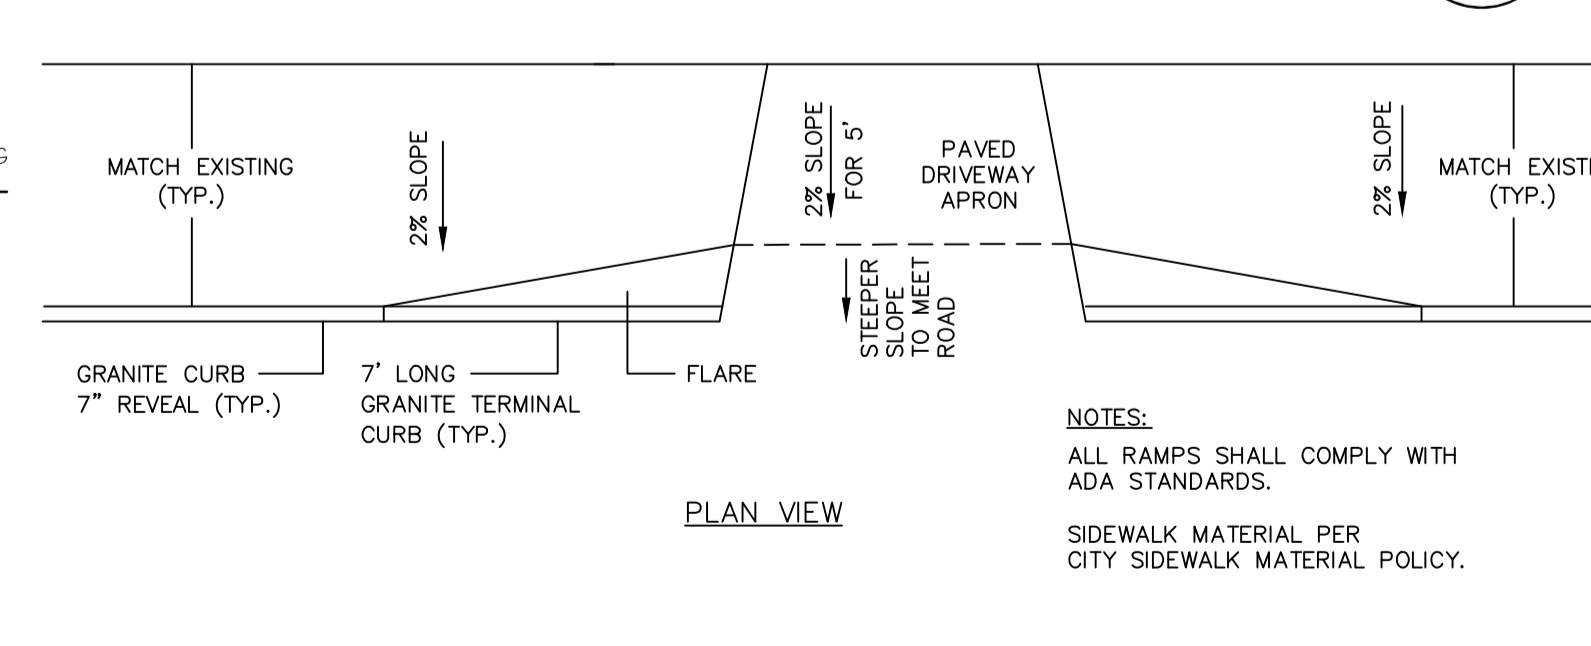 MATCH EXISTING
(TYP.)
2% SLOPE
2% SLOPE
FOR 5'
PAVED
DRIVEWAY
APRON
2% SLOPE
MATCH
(TYP.)
STEEPER
SLOPE
TO MEET
ROAD
GRANITE CURB
7" REVEAL (TYP.)
7' LONG
GRANITE TERMINAL
CURB (TYP.)
FLARE
NOTES:
ALL RAMPS SHALL COMPLY WITH
ADA STANDARDS.
SIDEWALK MATERIAL PER
CITY SIDEWALK MATERIAL POLICY.
PLAN VIEW